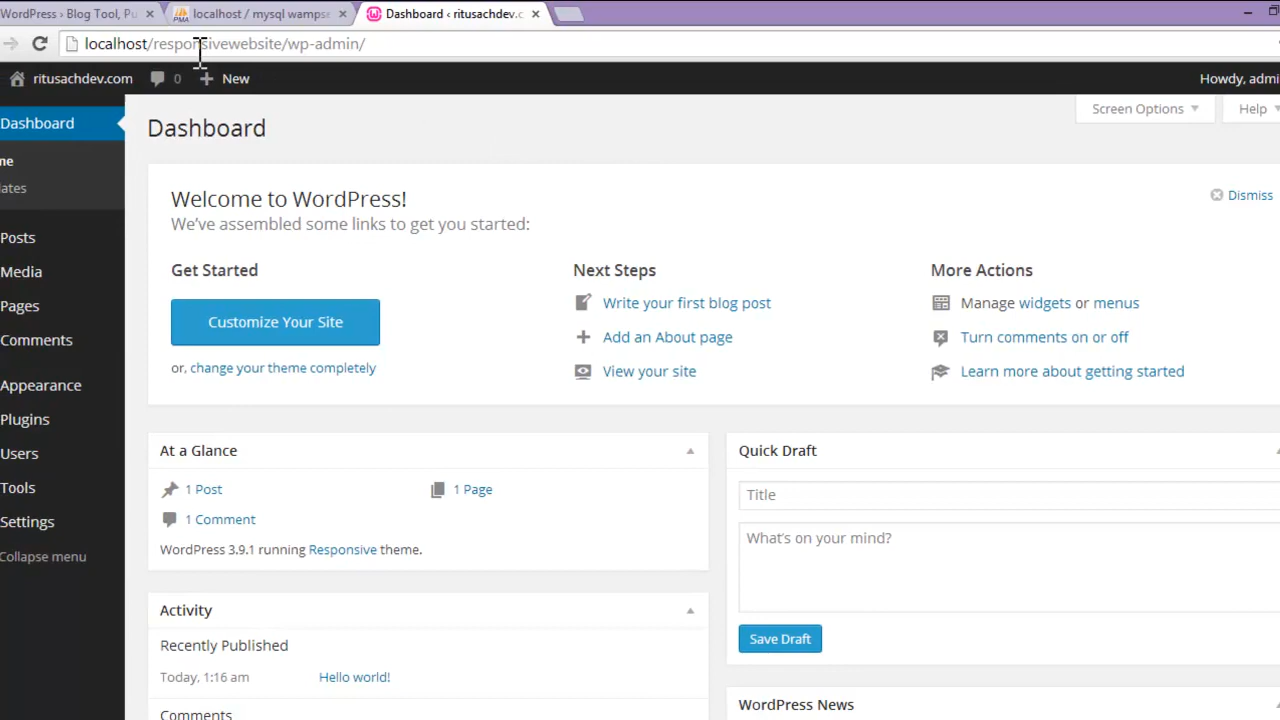 WordPress › Blog Tool, Pu
localhost / mysql wampse
Dashboard ‹ ritusachdev.c
localhost/responsivewebsite/wp-admin/
ritusachdev.com 0 New
Howdy, admi
Dashboard
me
lates
Posts
Media
Pages
Comments
Appearance
Plugins
Users
Tools
Settings
Collapse menu
Screen Options
Help
Dashboard
Welcome to WordPress!
Dismiss
We've assembled some links to get you started:
Get Started
Customize Your Site
or, change your theme completely
Next Steps
Write your first blog post
Add an About page
View your site
More Actions
Manage widgets or menus
Turn comments on or off
Learn more about getting started
At a Glance
1 Post
1 Page
1 Comment
WordPress 3.9.1 running Responsive theme.
Activity
Recently Published
Today, 1:16 am Hello world!
Comments
Quick Draft
Title
What's on your mind?
Save Draft
WordPress News